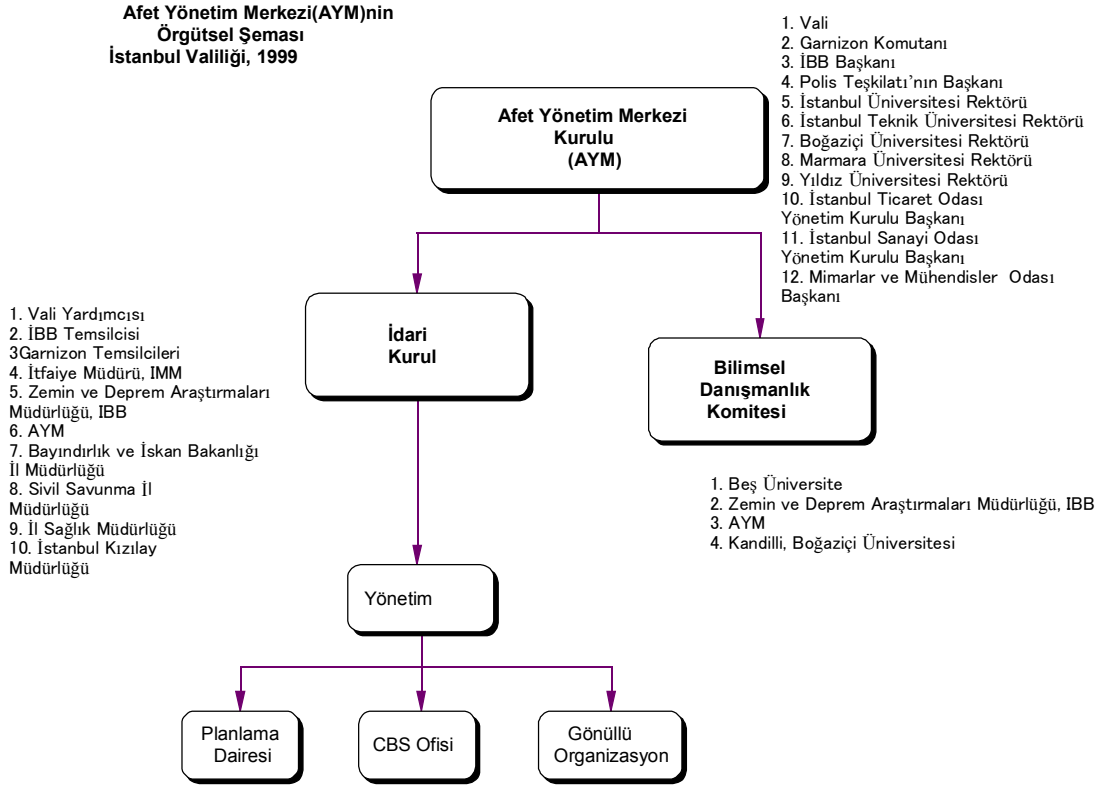 Afet Yönetim Merkezi(AYM)nin
Örgütsel Şeması
İstanbul Valiliği, 1999
Afet Yönetim Merkezi
Kurulu
(AYM)
1. Vali
2. Garnizon Komutanı
3. İBB Başkanı
4. Polis Teşkilatı'nın Başkanı
5. İstanbul Üniversitesi Rektörü
6. İstanbul Teknik Üniversitesi Rektörü
7. Boğaziçi Üniversitesi Rektörü
8. Marmara Üniversitesi Rektörü
9. Yıldız Üniversitesi Rektörü
10. İstanbul Ticaret Odası
Yönetim Kurulu Başkanı
11. İstanbul Sanayi Odası
Yönetim Kurulu Başkanı
12. Mimarlar ve Mühendisler Odası
Başkanı
1. Vali Yardımcısı
2. İBB Temsilcisi
3Garnizon Temsilcileri
4. İtfaiye Müdürü, IMM
5. Zemin ve Deprem Araştırmaları
Müdürlüğü, IBB
6. AYM
7. Bayındırlık ve İskan Bakanlığı
İl Müdürlüğü
8. Sivil Savunma İl
Müdürlüğü
9. İl Sağlık Müdürlüğü
10. İstanbul Kızılay
Müdürlüğü
İdari
Kurul
Bilimsel
Danışmanlık
Komitesi
1. Beş Üniversite
2. Zemin ve Deprem Araştırmaları Müdürlüğü, IBB
3. AYM
4. Kandilli, Boğaziçi Üniversitesi
Yönetim
Planlama
Dairesi
CBS Ofisi
Gönüllü
Organizasyon